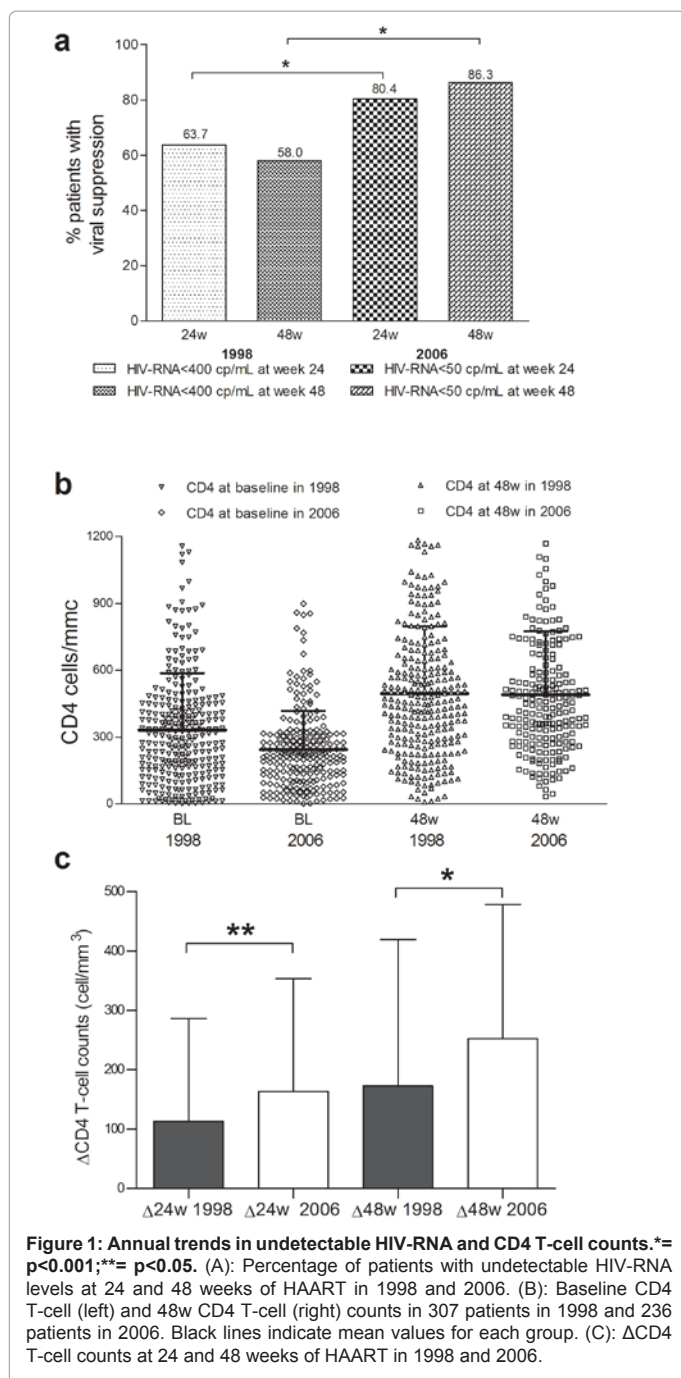 a
*
*
100
80
60
40
20
0
% patients with
viral suppression
63.7
58.0
80.4
86.3
24w
48w
24w
48w
1998
2006
HIV-RNA<400 cp/mL at week 24
HIV-RNA<50 cp/mL at week 24
HIV-RNA<400 cp/mL at week 48
HIV-RNA<50 cp/mL at week 48
b
CD4 at baseline in 1998
CD4 at 48w in 1998
CD4 at baseline in 2006
CD4 at 48w in 2006
1200
900
600
300
0
CD4 cells/mmc
BL
BL
48w
48w
1998
2006
1998
2006
c
500
400
300
200
100
0
ΔCD4 T-cell counts (cell/mm³)
**
*
Δ24w 1998
Δ24w 2006
Δ48w 1998
Δ48w 2006
Figure 1: Annual trends in undetectable HIV-RNA and CD4 T-cell counts.*=
p<0.001;**= p<0.05. (A): Percentage of patients with undetectable HIV-RNA
levels at 24 and 48 weeks of HAART in 1998 and 2006. (B): Baseline CD4
T-cell (left) and 48w CD4 T-cell (right) counts in 307 patients in 1998 and 236
patients in 2006. Black lines indicate mean values for each group. (C): ΔCD4
T-cell counts at 24 and 48 weeks of HAART in 1998 and 2006.